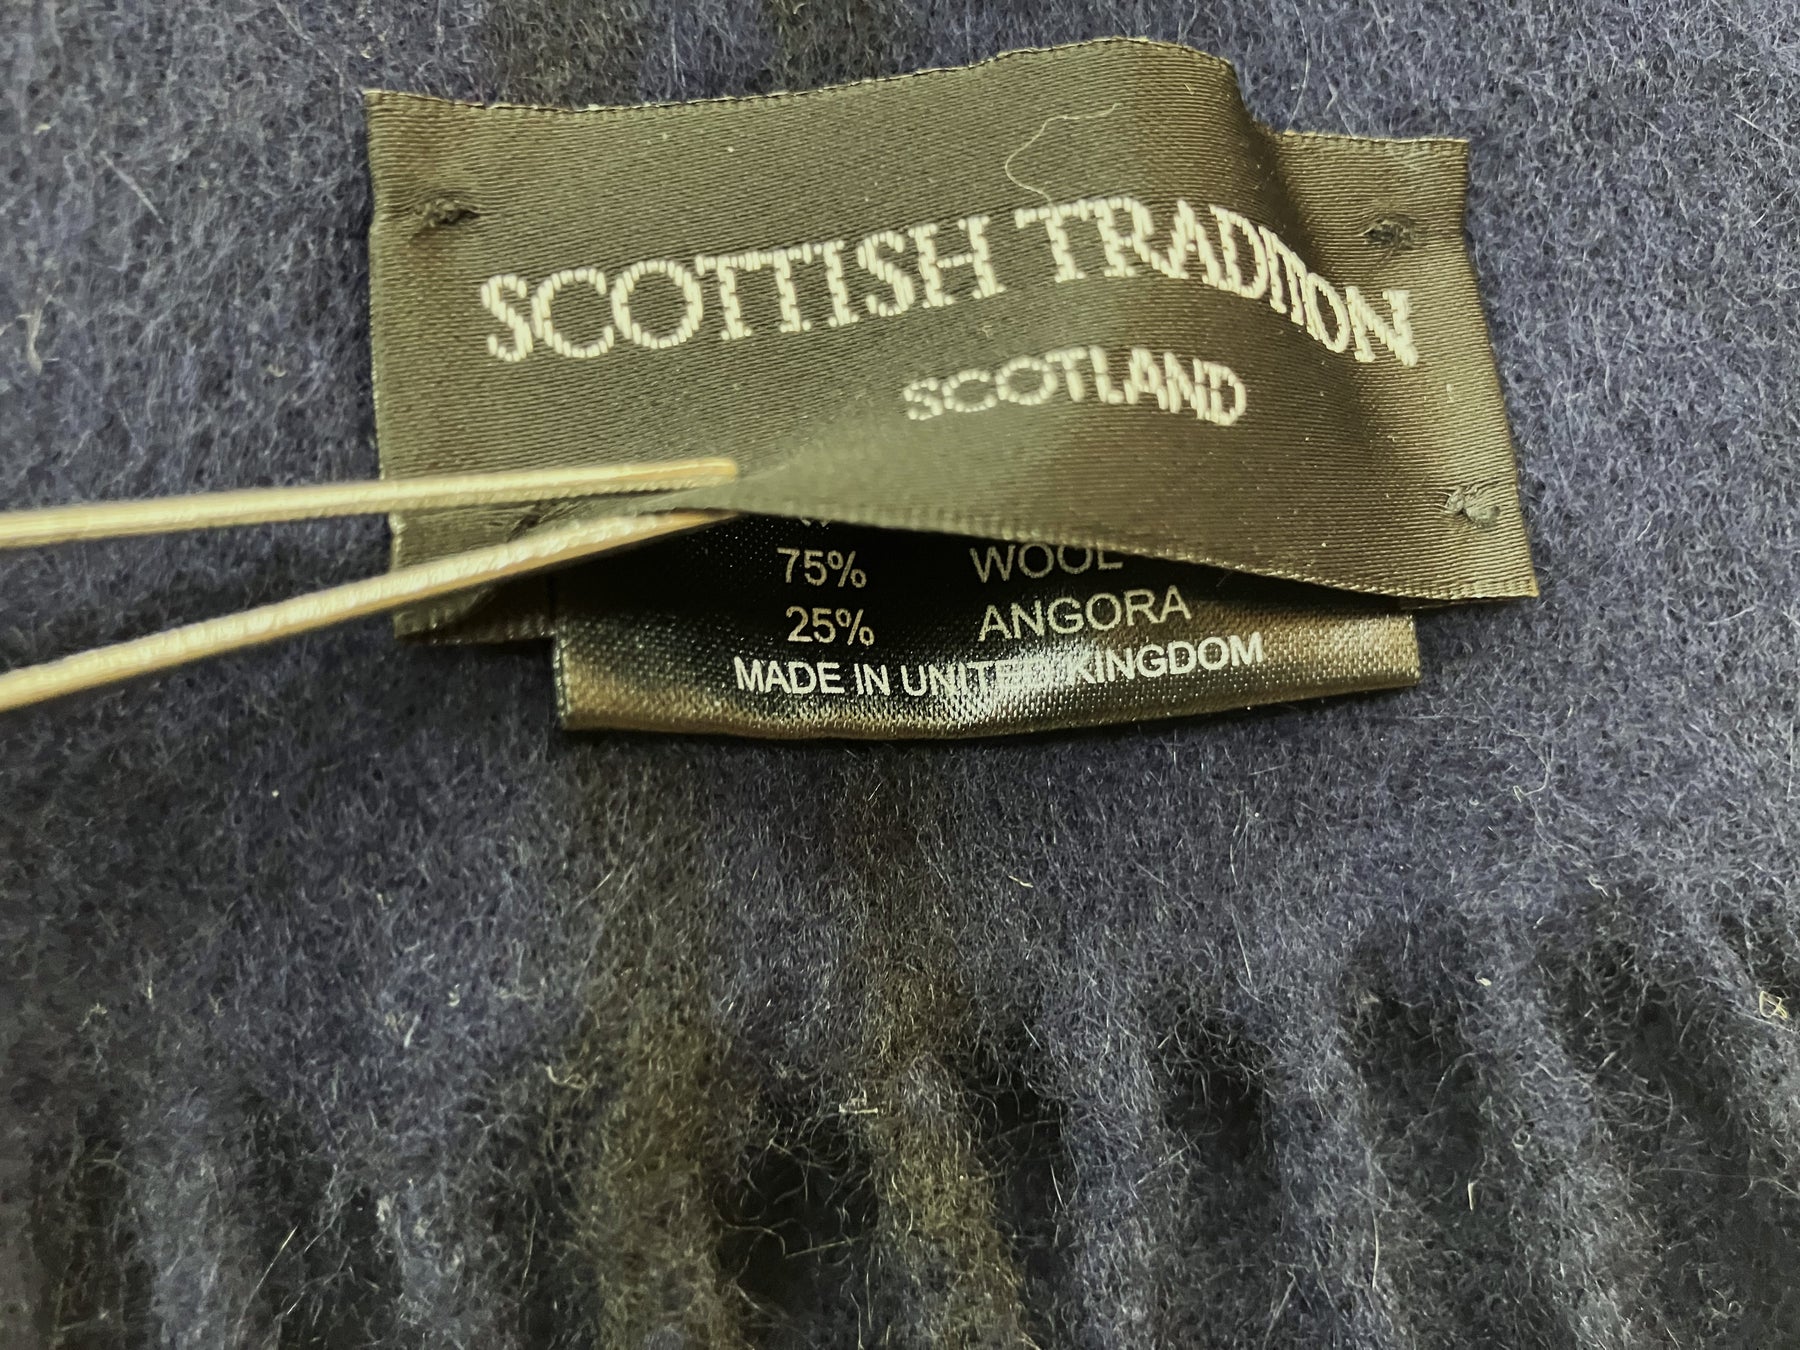 SCOTTISH TRADITION
SCOTLAND
75% WOOL
25% ANGORA
MADE IN UNITED KINGDOM